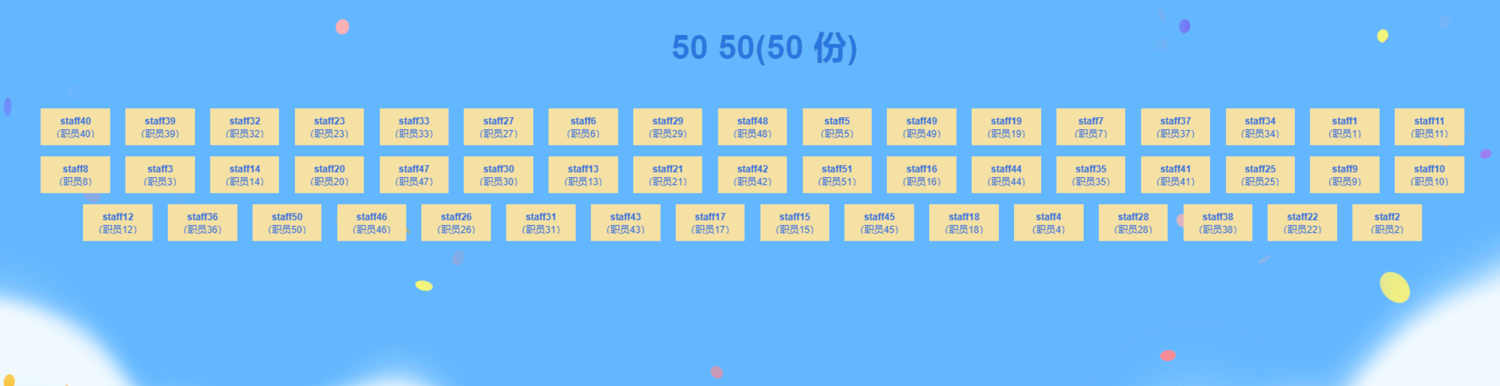 50 50(50 份)
staff40 staff39 staff32 staff23 staff33 staff27 staff6 staff29 staff48 staff5 staff49 staff19 staff7 staff37 staff34 staff1 staff11
(职员40) (职员39) (职员32) (职员23) (职员33) (职员27) (职员6) (职员29) (职员48) (职员5) (职员49) (职员19) (职员7) (职员37) (职员34) (职员1) (职员11)
staff8 staff3 staff14 staff20 staff47 staff30 staff13 staff21 staff42 staff51 staff16 staff44 staff35 staff41 staff25 staff9 staff10
(职员8) (职员3) (职员14) (职员20) (职员47) (职员30) (职员13) (职员21) (职员42) (职员51) (职员16) (职员44) (职员35) (职员41) (职员25) (职员9) (职员10)
staff12 staff36 staff50 staff46 staff26 staff31 staff43 staff17 staff15 staff45 staff18 staff4 staff28 staff38 staff22 staff2
(职员12) (职员36) (职员50) (职员46) (职员26) (职员31) (职员43) (职员17) (职员15) (职员45) (职员18) (职员4) (职员28) (职员38) (职员22) (职员2)